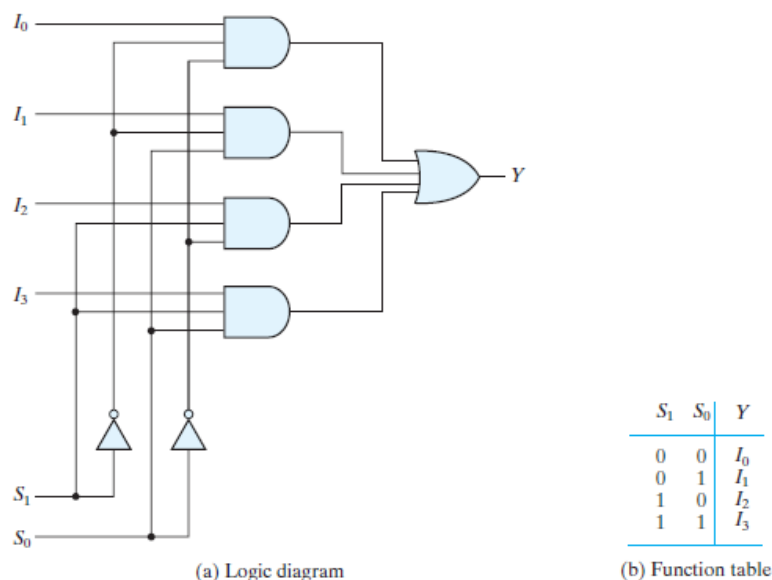 I₀
I₁
I₂
I₃
Y
S₁
S₀
(a) Logic diagram
S₁ S₀ Y
0 0 I₀
0 1 I₁
1 0 I₂
1 1 I₃
(b) Function table